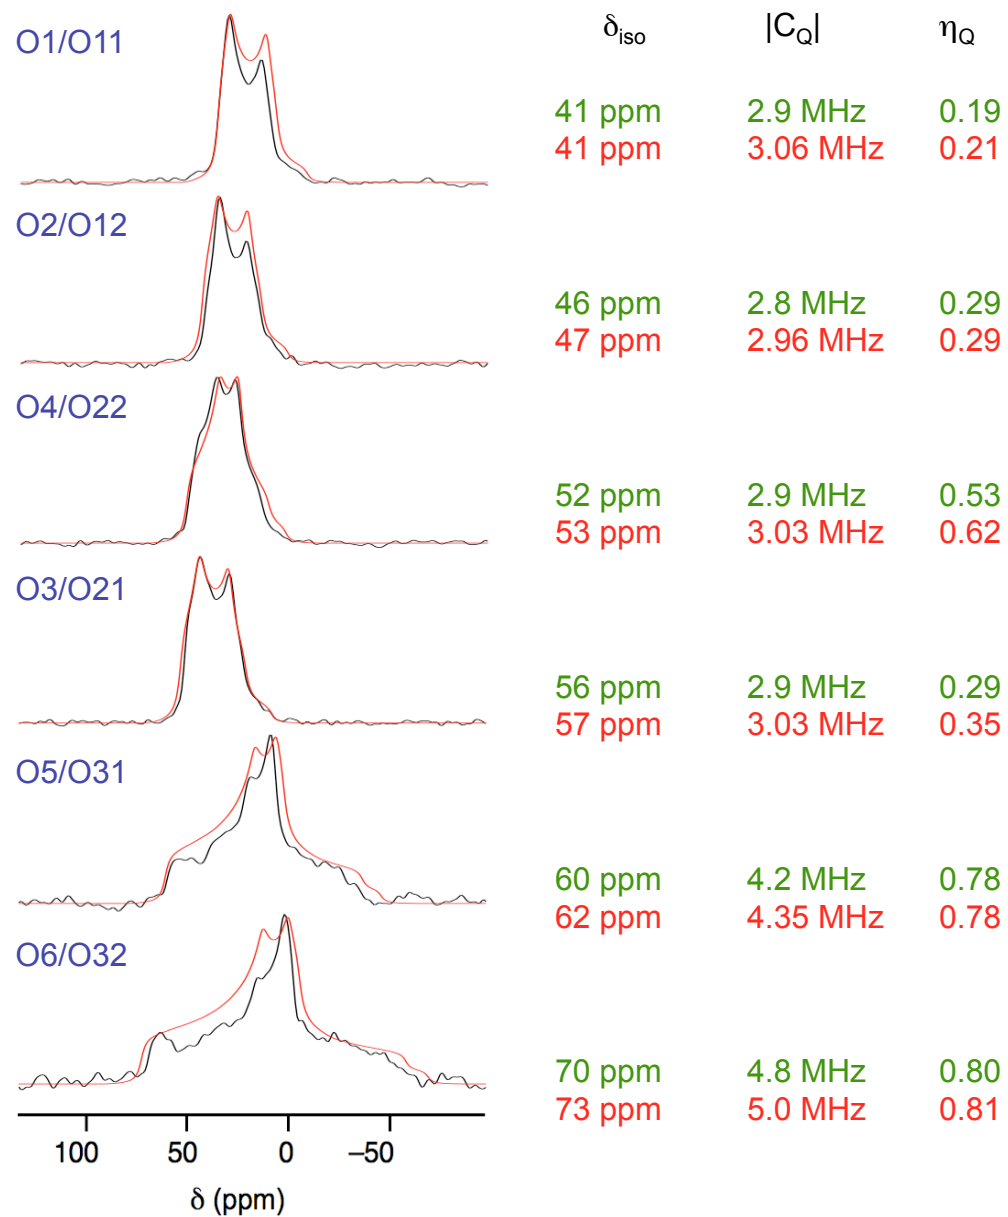 O1/O11 δiso |CQ| ηQ
41 ppm 2.9 MHz 0.19
41 ppm 3.06 MHz 0.21
O2/O12
46 ppm 2.8 MHz 0.29
47 ppm 2.96 MHz 0.29
O4/O22
52 ppm 2.9 MHz 0.53
53 ppm 3.03 MHz 0.62
O3/O21
56 ppm 2.9 MHz 0.29
57 ppm 3.03 MHz 0.35
O5/O31
60 ppm 4.2 MHz 0.78
62 ppm 4.35 MHz 0.78
O6/O32
70 ppm 4.8 MHz 0.80
73 ppm 5.0 MHz 0.81
100 50 0 –50
δ (ppm)